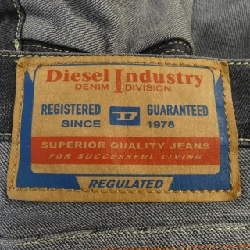 Diesel Industry
DENIM DIVISION
REGISTERED D GUARANTEED
SINCE 1978
SUPERIOR QUALITY JEANS
FOR SUCCESSFUL LIVING
REGULATED